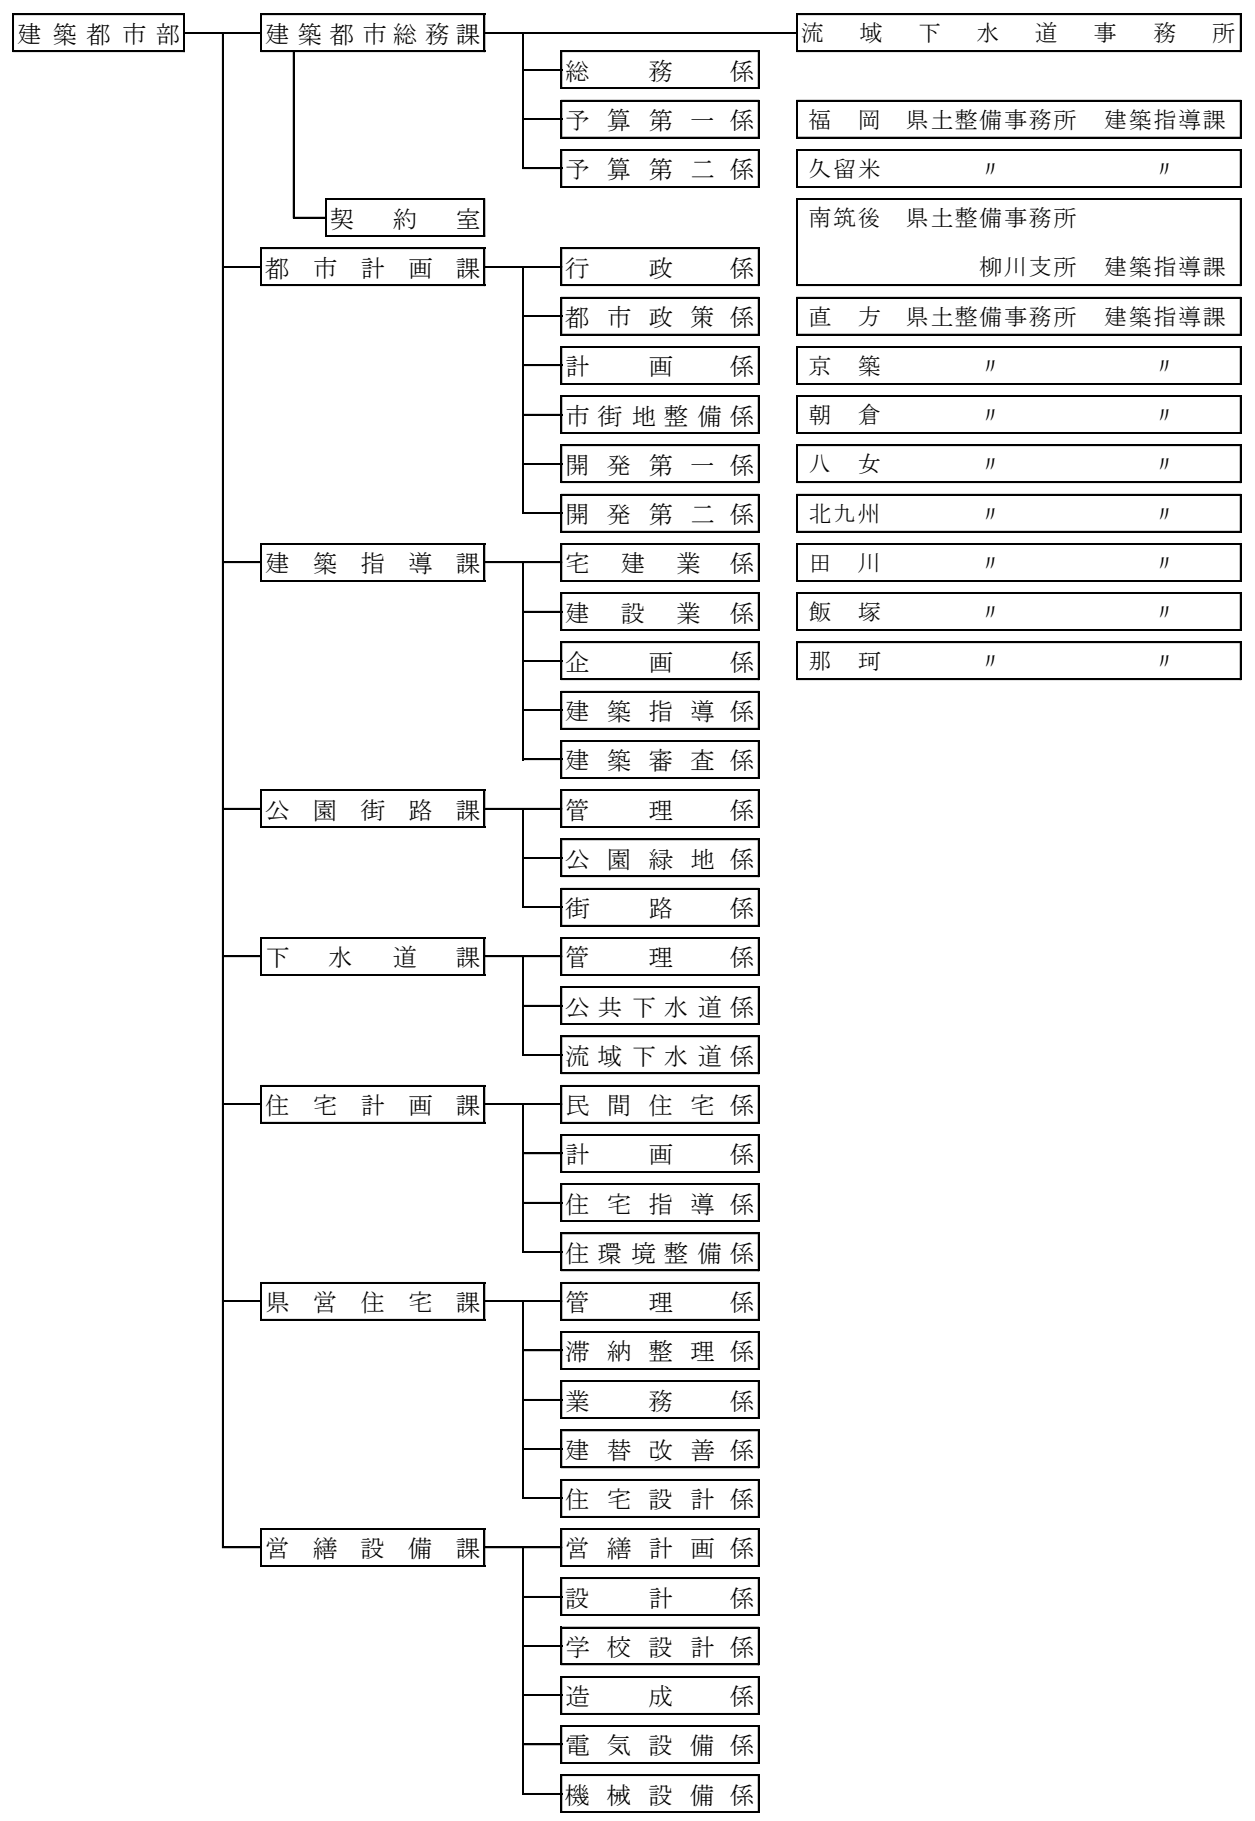 建築都市部 建築都市総務課 流域下水道事務所
総務係
予算第一係 福岡 県土整備事務所 建築指導課
予算第二係 久留米 〃 〃
契約室 南筑後 県土整備事務所
都市計画課 行政係 柳川支所 建築指導課
都市政策係 直方 県土整備事務所 建築指導課
計画係 京築 〃 〃
市街地整備係 朝倉 〃 〃
開発第一係 八女 〃 〃
開発第二係 北九州 〃 〃
建築指導課 宅建業係 田川 〃 〃
建設業係 飯塚 〃 〃
企画係 那珂 〃 〃
建築指導係
建築審査係
公園街路課 管理係
公園緑地係
街路係
下水道課 管理係
公共下水道係
流域下水道係
住宅計画課 民間住宅係
計画係
住宅指導係
住環境整備係
県営住宅課 管理係
滞納整理係
業務係
建替改善係
住宅設計係
営繕設備課 営繕計画係
設計係
学校設計係
造成係
電気設備係
機械設備係